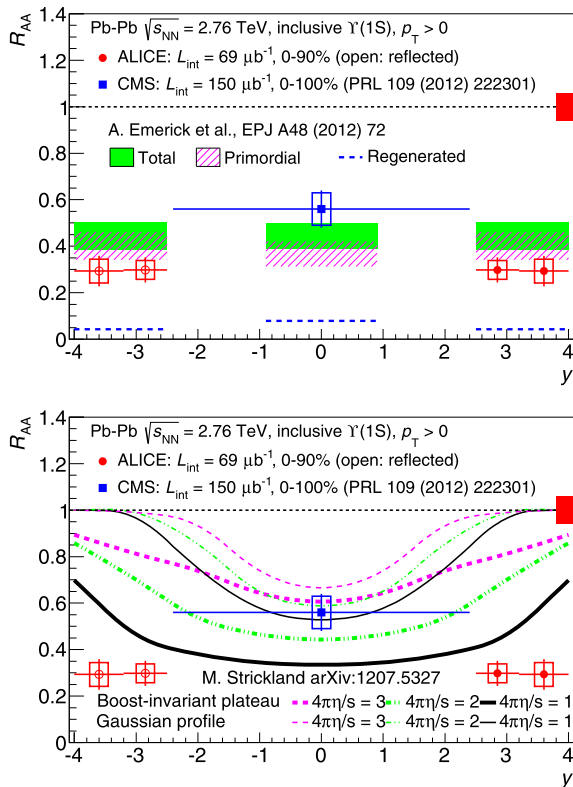 R_AA
1.4
1.2
1
0.8
0.6
0.4
0.2
0
Pb-Pb √s_NN = 2.76 TeV, inclusive ϒ(1S), p_T > 0
ALICE: L_int = 69 μb⁻¹, 0-90% (open: reflected)
CMS: L_int = 150 μb⁻¹, 0-100% (PRL 109 (2012) 222301)
A. Emerick et al., EPJ A48 (2012) 72
Total Primordial Regenerated
-4 -3 -2 -1 0 1 2 3 4
y
R_AA
1.4
1.2
1
0.8
0.6
0.4
0.2
0
Pb-Pb √s_NN = 2.76 TeV, inclusive ϒ(1S), p_T > 0
ALICE: L_int = 69 μb⁻¹, 0-90% (open: reflected)
CMS: L_int = 150 μb⁻¹, 0-100% (PRL 109 (2012) 222301)
M. Strickland arXiv:1207.5327
Boost-invariant plateau 4πη/s = 3 4πη/s = 2 4πη/s = 1
Gaussian profile 4πη/s = 3 4πη/s = 2 4πη/s = 1
-4 -3 -2 -1 0 1 2 3 4
y